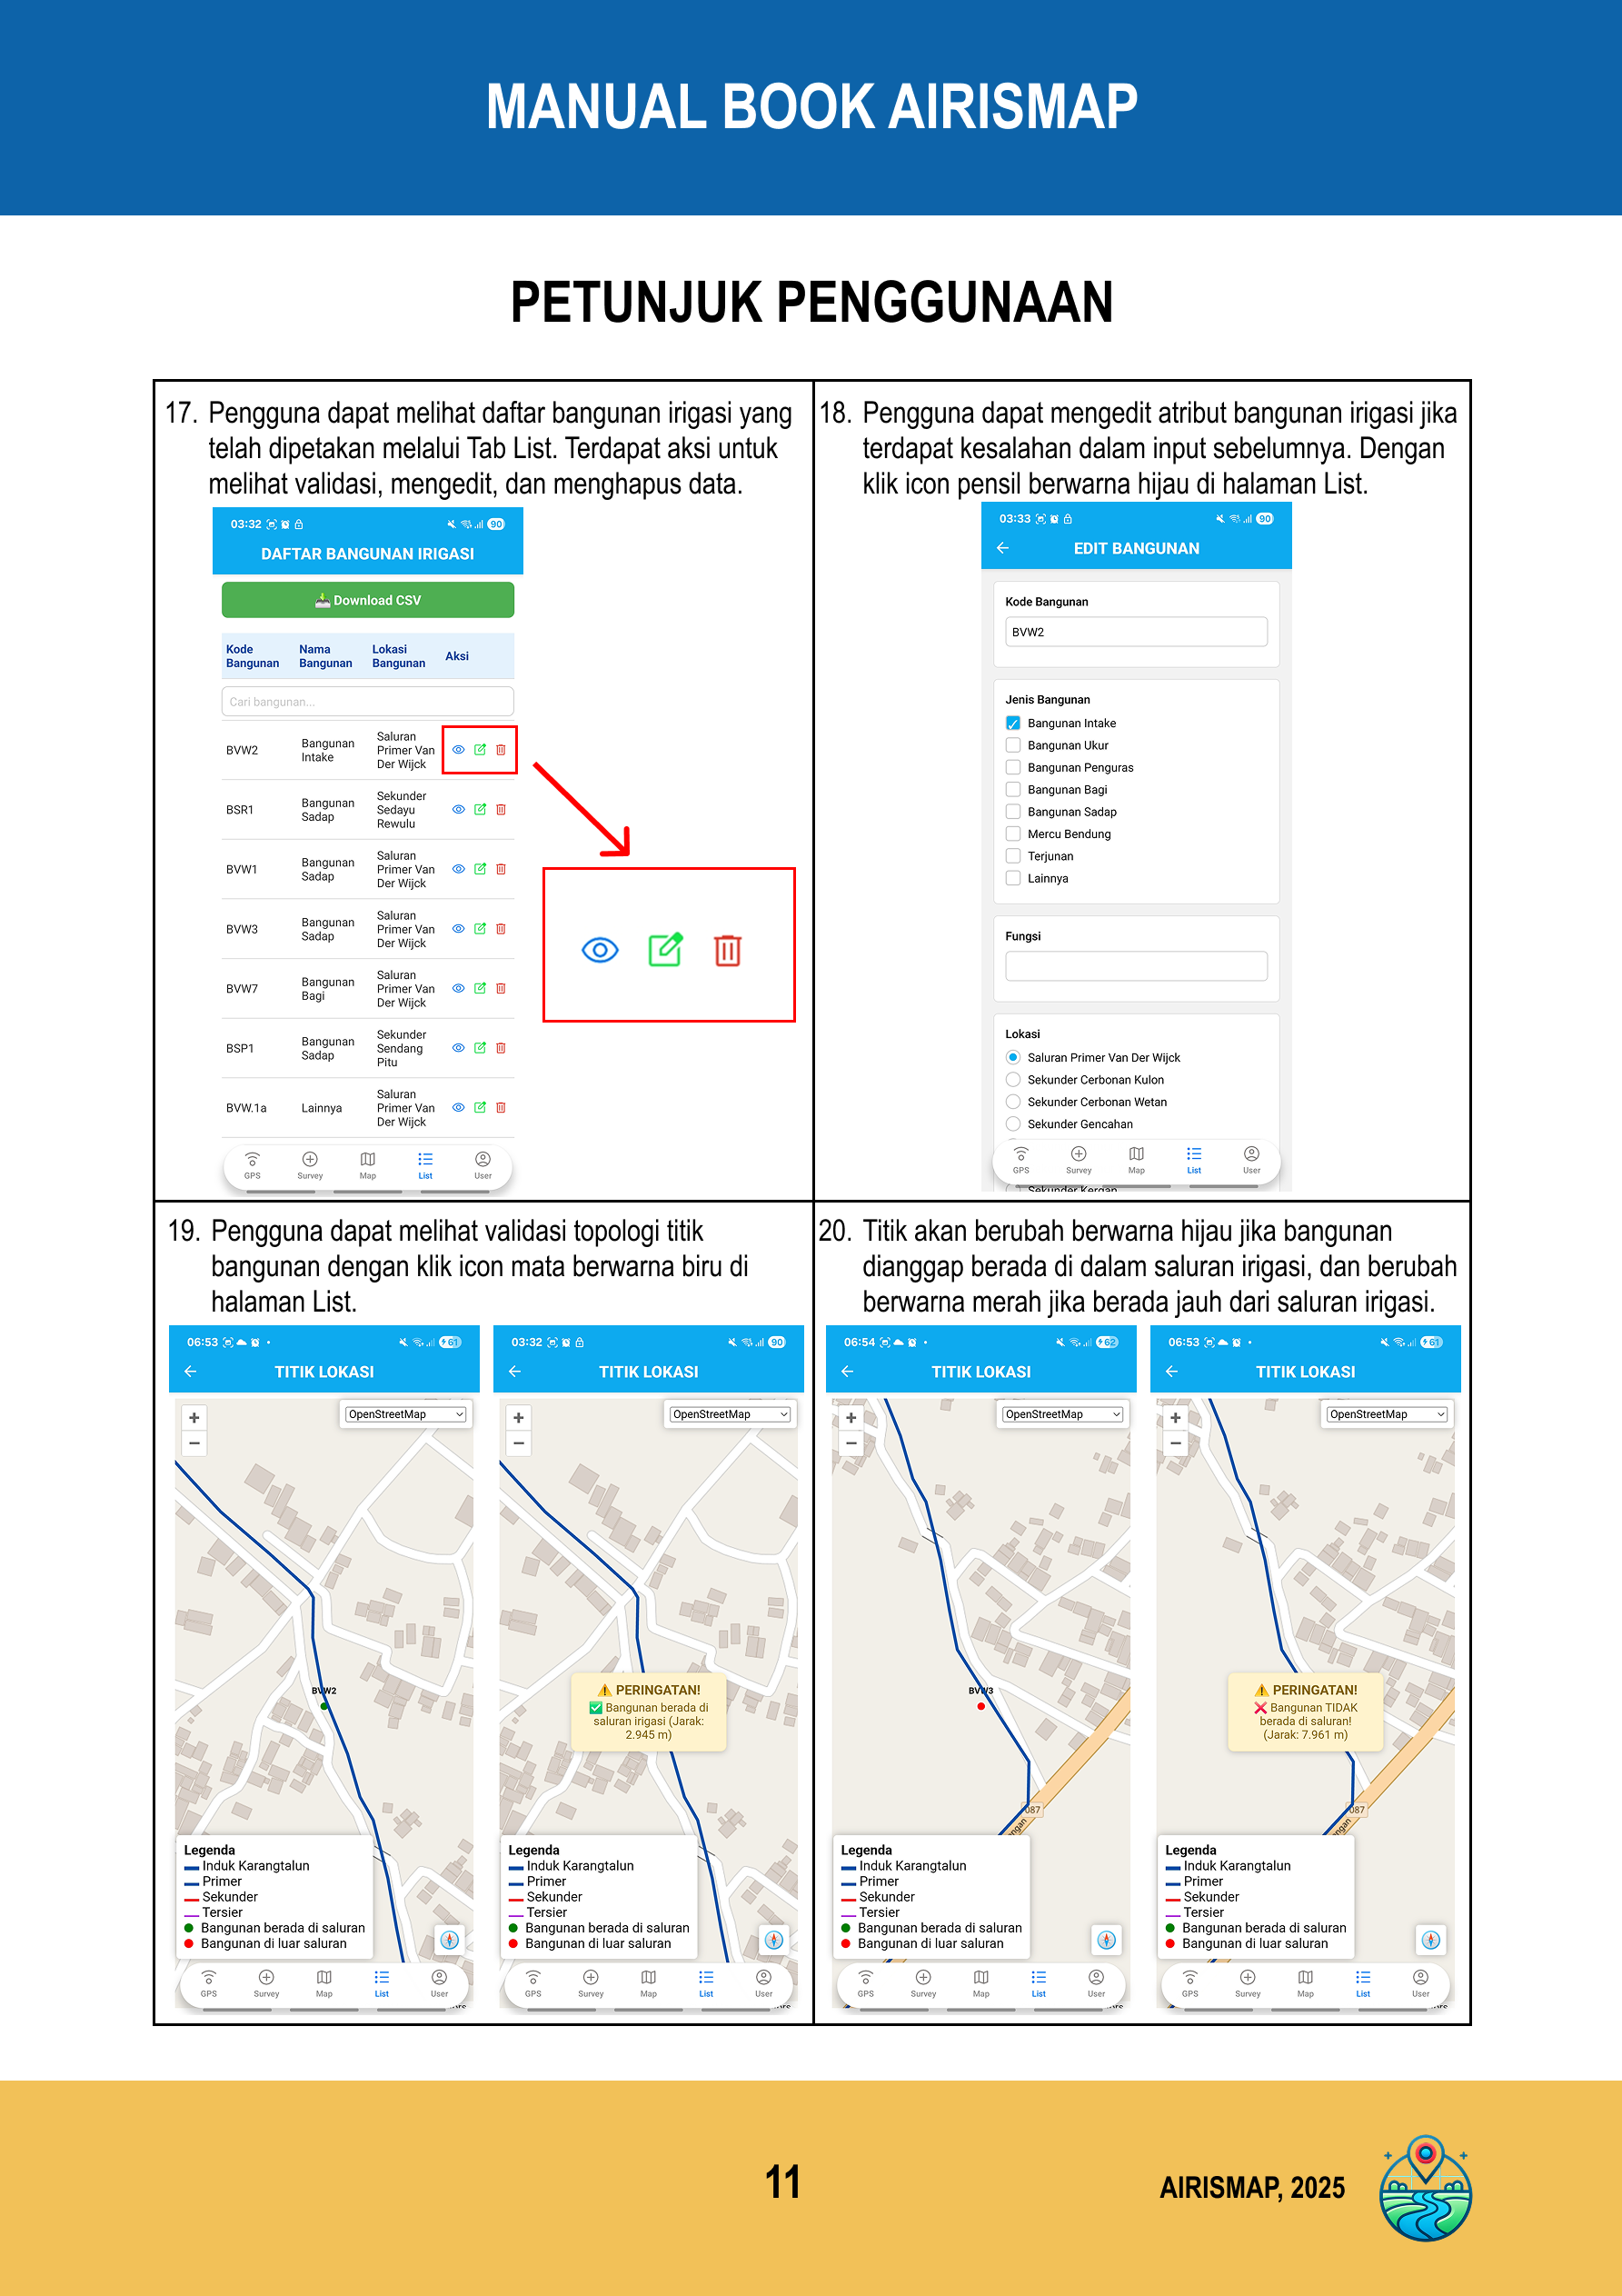 MANUAL BOOK AIRISMAP
PETUNJUK PENGGUNAAN
17. Pengguna dapat melihat daftar bangunan irigasi yang
telah dipetakan melalui Tab List. Terdapat aksi untuk
melihat validasi, mengedit, dan menghapus data.
03:32
90
DAFTAR BANGUNAN IRIGASI
Download CSV
Kode Bangunan Nama Bangunan Lokasi Bangunan Aksi
Cari bangunan...
BVW2 Bangunan Intake Saluran Primer Van Der Wijck
BSR1 Bangunan Sadap Sekunder Sedayu Rewulu
BVW1 Bangunan Sadap Saluran Primer Van Der Wijck
BVW3 Bangunan Sadap Saluran Primer Van Der Wijck
BVW7 Bangunan Bagi Saluran Primer Van Der Wijck
BSP1 Bangunan Sadap Sekunder Sendang Pitu
BVW.1a Lainnya Saluran Primer Van Der Wijck
GPS Survey Map List User
18. Pengguna dapat mengedit atribut bangunan irigasi jika
terdapat kesalahan dalam input sebelumnya. Dengan
klik icon pensil berwarna hijau di halaman List.
03:33
90
EDIT BANGUNAN
Kode Bangunan
BVW2
Jenis Bangunan
Bangunan Intake
Bangunan Ukur
Bangunan Penguras
Bangunan Bagi
Bangunan Sadap
Mercu Bendung
Terjunan
Lainnya
Fungsi
Lokasi
Saluran Primer Van Der Wijck
Sekunder Cerbonan Kulon
Sekunder Cerbonan Wetan
Sekunder Gencahan
GPS Survey Map List User
Sekunder Kergan
19. Pengguna dapat melihat validasi topologi titik
bangunan dengan klik icon mata berwarna biru di
halaman List.
06:53
61
TITIK LOKASI
+
OpenStreetMap
−
BVW2
Legenda
Induk Karangtalun
Primer
Sekunder
Tersier
Bangunan berada di saluran
Bangunan di luar saluran
GPS Survey Map List User
03:32
90
TITIK LOKASI
+
OpenStreetMap
−
PERINGATAN!
Bangunan berada di
saluran irigasi (Jarak:
2.945 m)
Legenda
Induk Karangtalun
Primer
Sekunder
Tersier
Bangunan berada di saluran
Bangunan di luar saluran
GPS Survey Map List User
20. Titik akan berubah berwarna hijau jika bangunan
dianggap berada di dalam saluran irigasi, dan berubah
berwarna merah jika berada jauh dari saluran irigasi.
06:54
62
TITIK LOKASI
+
OpenStreetMap
−
BVW3
087
Legenda
Induk Karangtalun
Primer
Sekunder
Tersier
Bangunan berada di saluran
Bangunan di luar saluran
GPS Survey Map List User
06:53
61
TITIK LOKASI
+
OpenStreetMap
−
PERINGATAN!
Bangunan TIDAK
berada di saluran!
(Jarak: 7.961 m)
087
Legenda
Induk Karangtalun
Primer
Sekunder
Tersier
Bangunan berada di saluran
Bangunan di luar saluran
GPS Survey Map List User
11
AIRISMAP, 2025